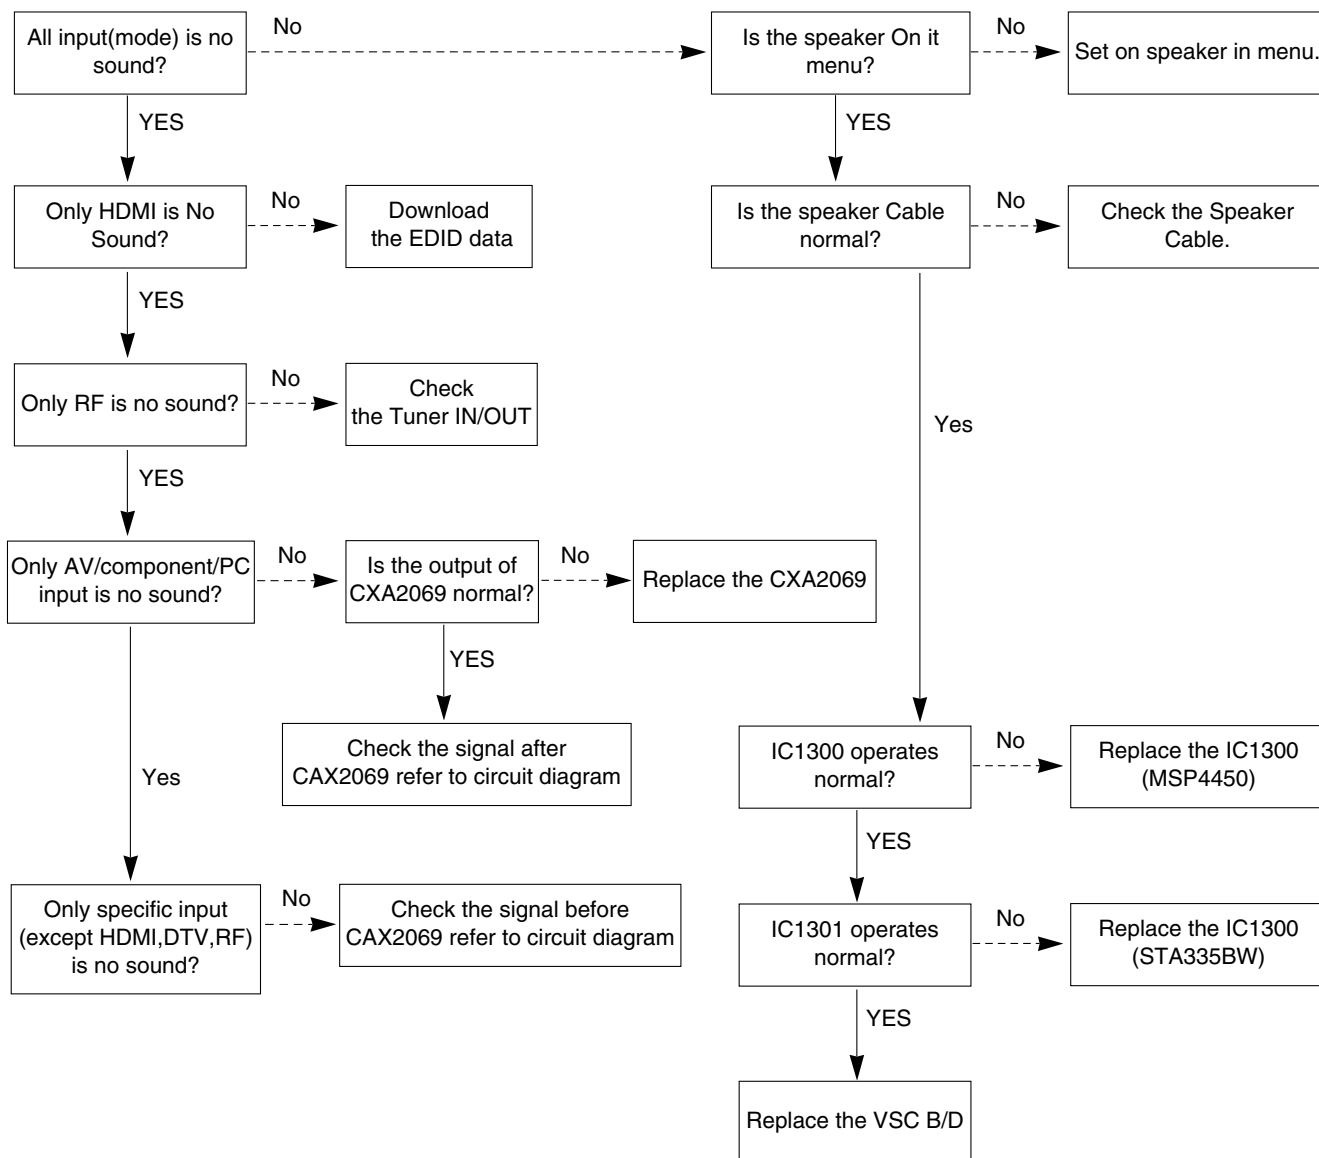 All input(mode) is no
sound?
No
Is the speaker On it
menu?
No
Set on speaker in menu.
YES
YES
Only HDMI is No
Sound?
No
Download
the EDID data
Is the speaker Cable
normal?
No
Check the Speaker
Cable.
YES
Only RF is no sound?
No
Check
the Tuner IN/OUT
Yes
YES
Only AV/component/PC
input is no sound?
No
Is the output of
CXA2069 normal?
No
Replace the CXA2069
YES
Check the signal after
CAX2069 refer to circuit diagram
Yes
IC1300 operates
normal?
No
Replace the IC1300
(MSP4450)
YES
Only specific input
(except HDMI,DTV,RF)
is no sound?
No
Check the signal before
CAX2069 refer to circuit diagram
IC1301 operates
normal?
No
Replace the IC1300
(STA335BW)
YES
Replace the VSC B/D